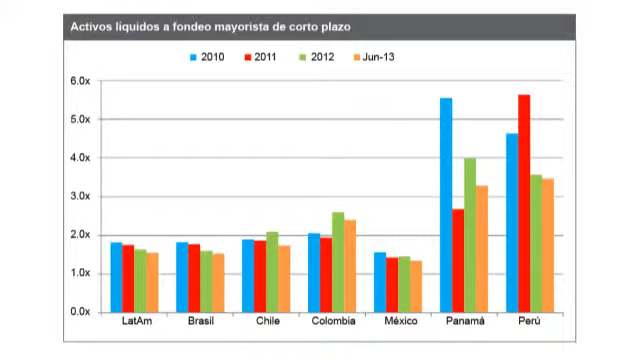 Activos líquidos a fondeo mayorista de corto plazo
2010 2011 2012 Jun-13
6.0x
5.0x
4.0x
3.0x
2.0x
1.0x
0.0x
LatAm Brasil Chile Colombia México Panamá Perú